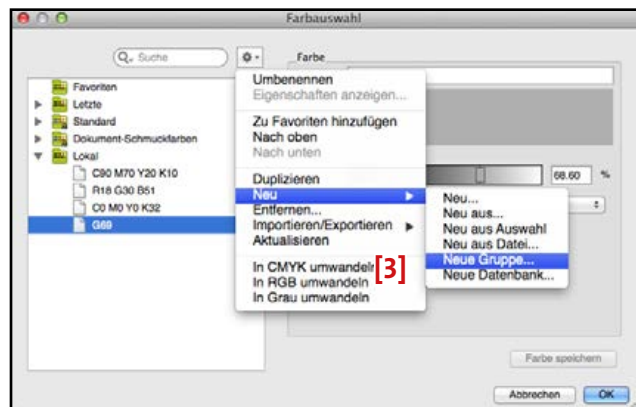 Farbauswahl
Suche
Farbe
Favoriten
Letzte
Standard
Dokument-Schmuckfarben
Lokal
C90 M70 Y20 K10
R18 G30 B51
C0 M0 Y0 K32
G69
Umbenennen
Eigenschaften anzeigen...
Zu Favoriten hinzufügen
Nach oben
Nach unten
Duplizieren
Neu
Entfernen...
Importieren/Exportieren
Aktualisieren
In CMYK umwandeln
In RGB umwandeln
In Grau umwandeln
[3]
Neu...
Neu aus...
Neu aus Auswahl
Neu aus Datei...
Neue Gruppe...
Neue Datenbank...
68.60 %
Farbe speichern
Abbrechen
OK